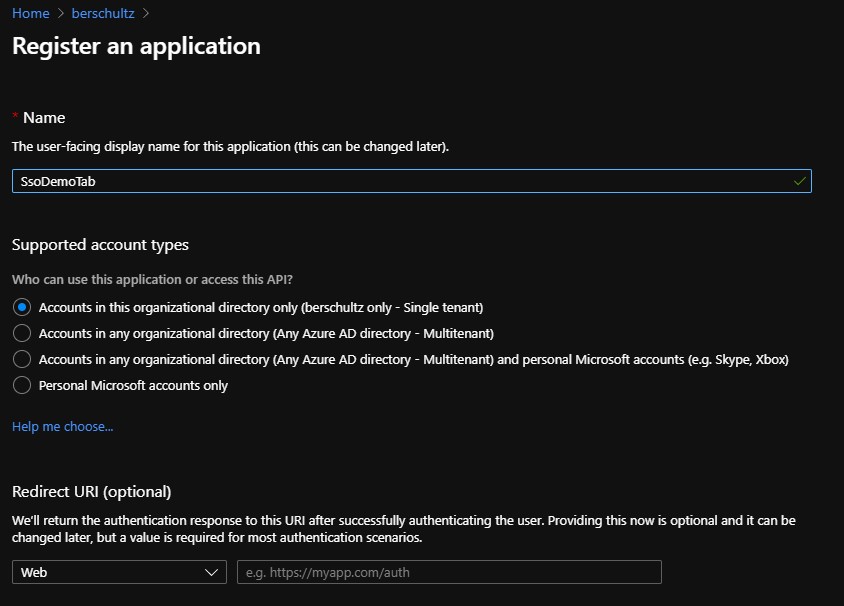 Home > berschultz >
Register an application
* Name
The user-facing display name for this application (this can be changed later).
SsoDemoTab
Supported account types
Who can use this application or access this API?
Accounts in this organizational directory only (berschultz only - Single tenant)
Accounts in any organizational directory (Any Azure AD directory - Multitenant)
Accounts in any organizational directory (Any Azure AD directory - Multitenant) and personal Microsoft accounts (e.g. Skype, Xbox)
Personal Microsoft accounts only
Help me choose...
Redirect URI (optional)
We'll return the authentication response to this URI after successfully authenticating the user. Providing this now is optional and it can be
changed later, but a value is required for most authentication scenarios.
Web e.g. https://myapp.com/auth